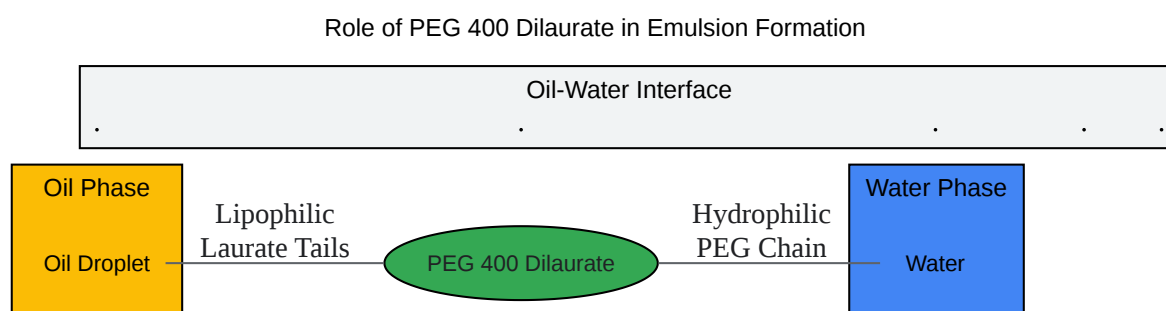 Role of PEG 400 Dilaurate in Emulsion Formation
Oil-Water Interface
Oil Phase
Water Phase
Lipophilic
Laurate Tails
Hydrophilic
PEG Chain
Oil Droplet
PEG 400 Dilaurate
Water